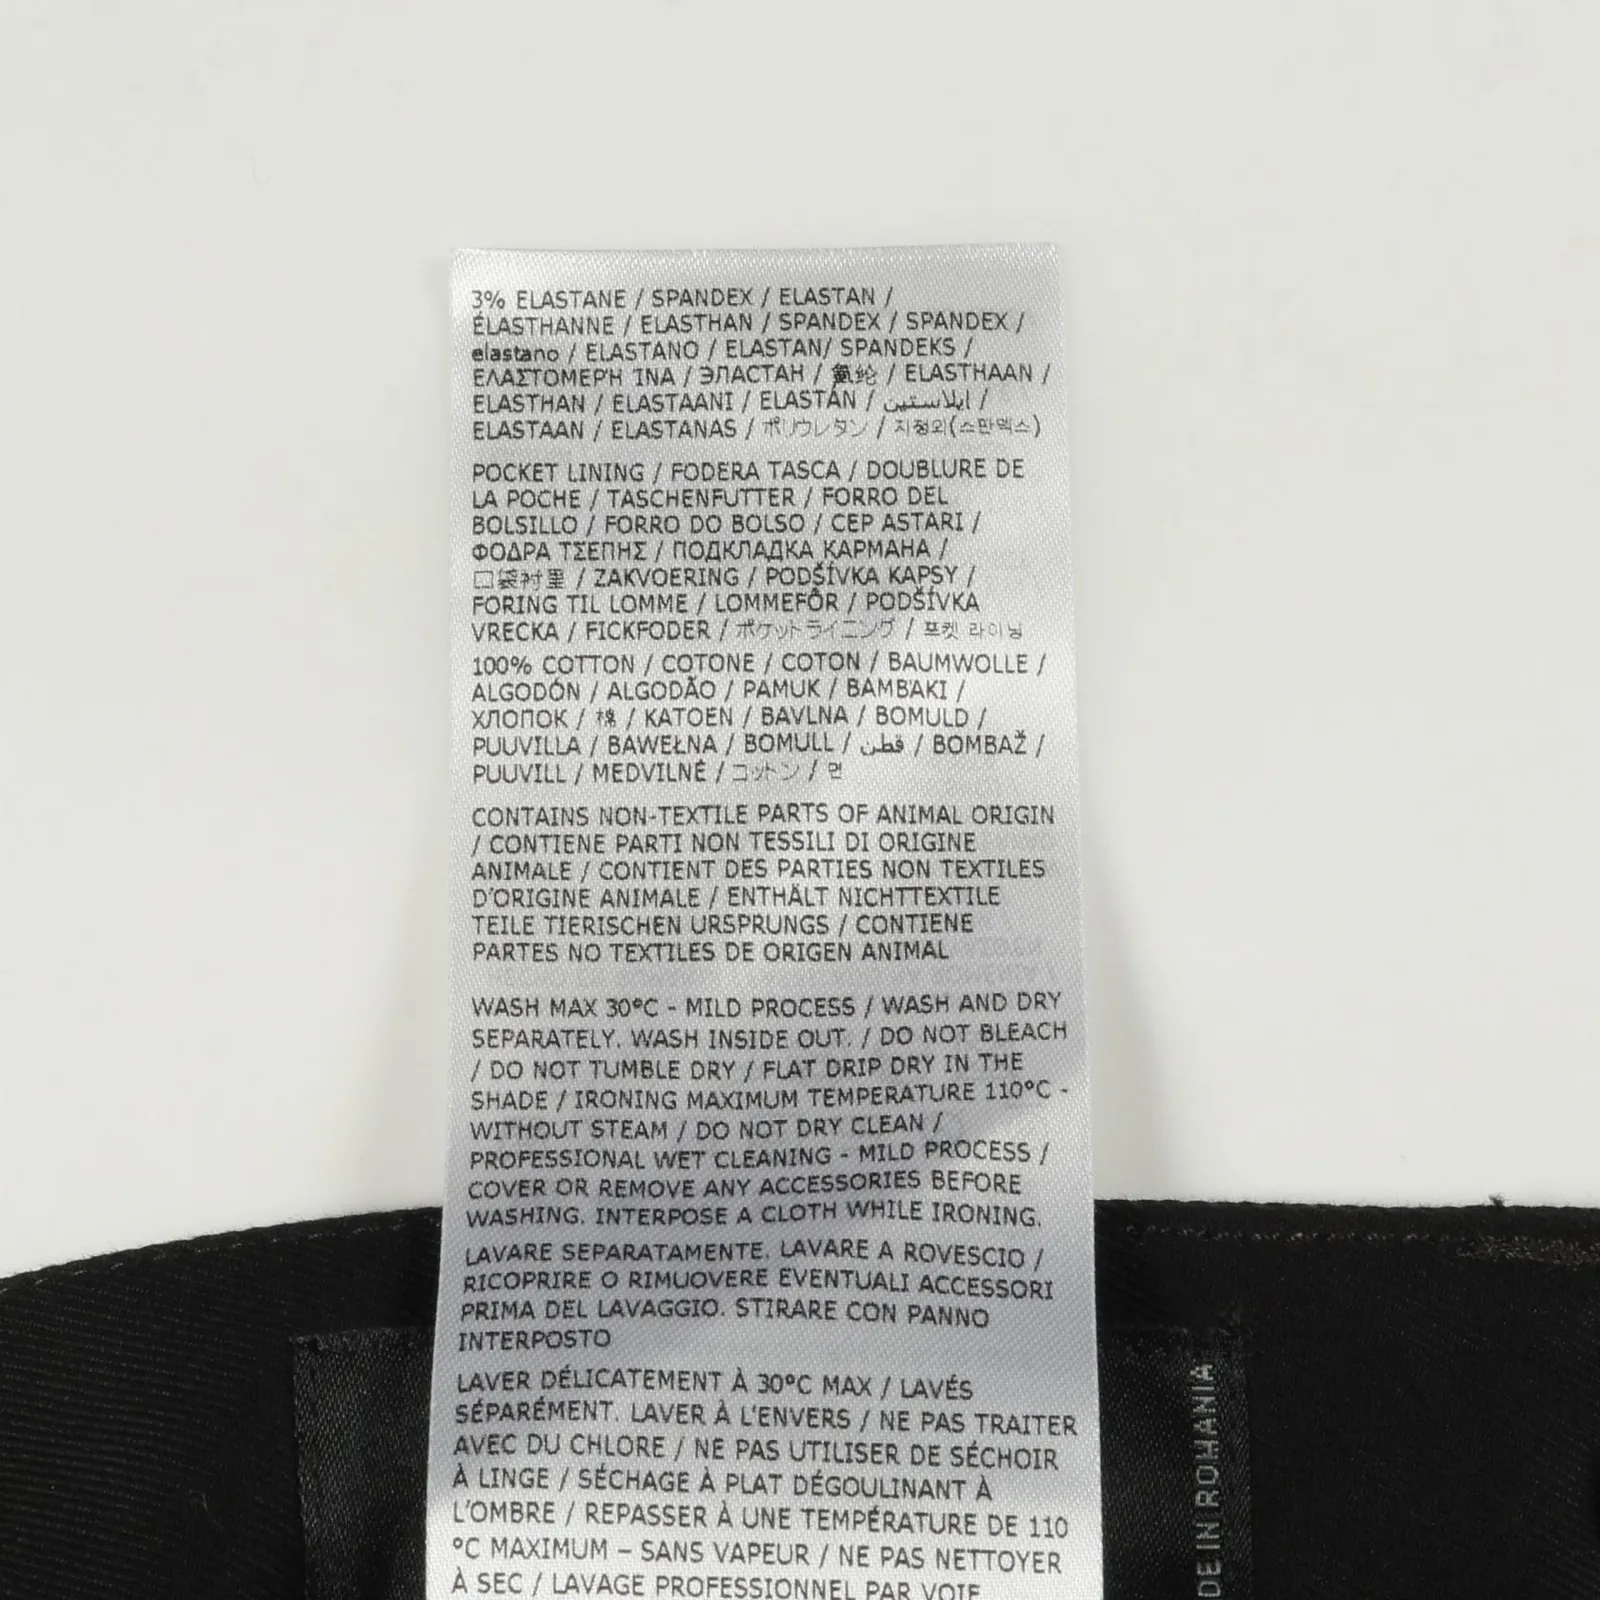 3% ELASTANE / SPANDEX / ELASTAN /
ÉLASTHANNE / ELASTHAN / SPANDEX / SPANDEX /
elastano / ELASTANO / ELASTAN/ SPANDEKS /
ΕΛΑΣΤΟΜΕΡΉ ΊΝΑ / ЭЛАСТАН / 氨纶 / ELASTHAAN /
ELASTHAN / ELASTAANI / ELASTÁN / إيلاستين /
ELASTAAN / ELASTANAS / ポリウレタン / 지정외(스판덱스)
POCKET LINING / FODERA TASCA / DOUBLURE DE
LA POCHE / TASCHENFUTTER / FORRO DEL
BOLSILLO / FORRO DO BOLSO / CEP ASTARI /
ΦΟΔΡΑ ΤΣΕΠΗΣ / ПОДКЛАДКА КАРМАНА /
口袋衬里 / ZAKVOERING / PODŠÍVKA KAPSY /
FORING TIL LOMME / LOMMEFÔR / PODŠÍVKA
VRECKA / FICKFODER / ポケットライニング / 포켓 라이닝
100% COTTON / COTONE / COTON / BAUMWOLLE /
ALGODÓN / ALGODÃO / PAMUK / ΒΑΜΒΆΚΙ /
ХЛОПОК / 棉 / KATOEN / BAVLNA / BOMULD /
PUUVILLA / BAWEŁNA / BOMULL / قطن / BOMBAŽ /
PUUVILL / MEDVILNĖ / コットン / 면
CONTAINS NON-TEXTILE PARTS OF ANIMAL ORIGIN
/ CONTIENE PARTI NON TESSILI DI ORIGINE
ANIMALE / CONTIENT DES PARTIES NON TEXTILES
D'ORIGINE ANIMALE / ENTHÄLT NICHTTEXTILE
TEILE TIERISCHEN URSPRUNGS / CONTIENE
PARTES NO TEXTILES DE ORIGEN ANIMAL
WASH MAX 30°C - MILD PROCESS / WASH AND DRY
SEPARATELY. WASH INSIDE OUT. / DO NOT BLEACH
/ DO NOT TUMBLE DRY / FLAT DRIP DRY IN THE
SHADE / IRONING MAXIMUM TEMPERATURE 110°C -
WITHOUT STEAM / DO NOT DRY CLEAN /
PROFESSIONAL WET CLEANING - MILD PROCESS /
COVER OR REMOVE ANY ACCESSORIES BEFORE
WASHING. INTERPOSE A CLOTH WHILE IRONING.
LAVARE SEPARATAMENTE. LAVARE A ROVESCIO /
RICOPRIRE O RIMUOVERE EVENTUALI ACCESSORI
PRIMA DEL LAVAGGIO. STIRARE CON PANNO
INTERPOSTO
LAVER DÉLICATEMENT À 30°C MAX / LAVÉS
SÉPARÉMENT. LAVER À L'ENVERS / NE PAS TRAITER
AVEC DU CHLORE / NE PAS UTILISER DE SÉCHOIR
À LINGE / SÉCHAGE À PLAT DÉGOULINANT À
L'OMBRE / REPASSER À UNE TEMPÉRATURE DE 110
°C MAXIMUM – SANS VAPEUR / NE PAS NETTOYER
À SEC / LAVAGE PROFESSIONNEL PAR VOIE
DE IN ROMANIA